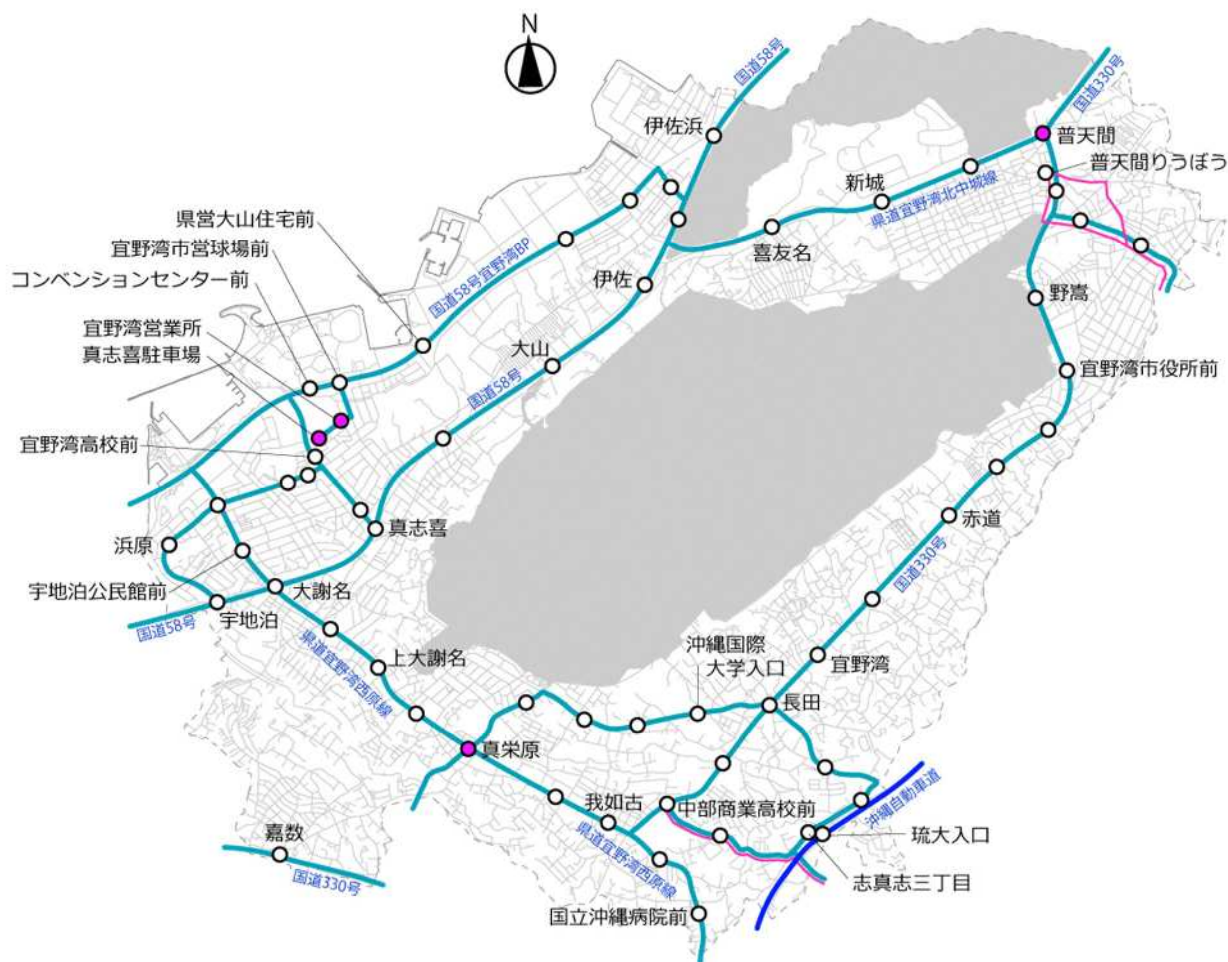 N
国道58号
国道330号
伊佐浜
普天間
普天間りうぼう
新城
県道宜野湾北中城線
県営大山住宅前
宜野湾市営球場前
コンベンションセンター前
国道58号宜野湾BP
喜友名
伊佐
野嵩
宜野湾営業所
真志喜駐車場
大山
国道58号
宜野湾市役所前
宜野湾高校前
真志喜
赤道
浜原
国道330号
宇地泊公民館前
大謝名
宇地泊
国道58号
県道宜野湾西原線
上大謝名
沖縄国際
大学入口
宜野湾
長田
真栄原
我如古
中部商業高校前
沖縄自動車道
嘉数
国道330号
県道宜野湾西原線
琉大入口
志真志三丁目
国立沖縄病院前